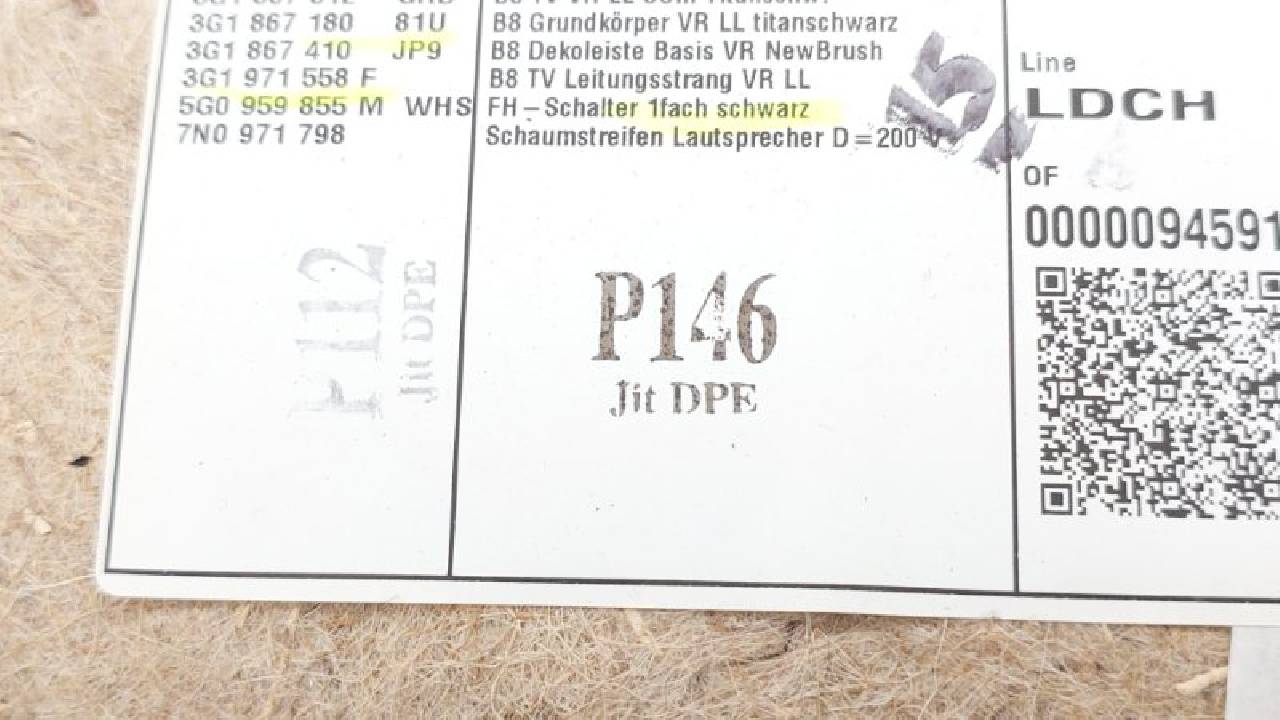 3G1 867 180 81U B8 Grundkörper VR LL titanschwarz
3G1 867 410 JP9 B8 Dekoleiste Basis VR NewBrush
3G1 971 558 F B8 TV Leitungsstrang VR LL
5G0 959 855 M WHS FH – Schalter 1fach schwarz
7N0 971 798 Schaumstreifen Lautsprecher D = 200 V
Line
LDCH
OF
0000094591
P112
Jit DPE
P146
Jit DPE